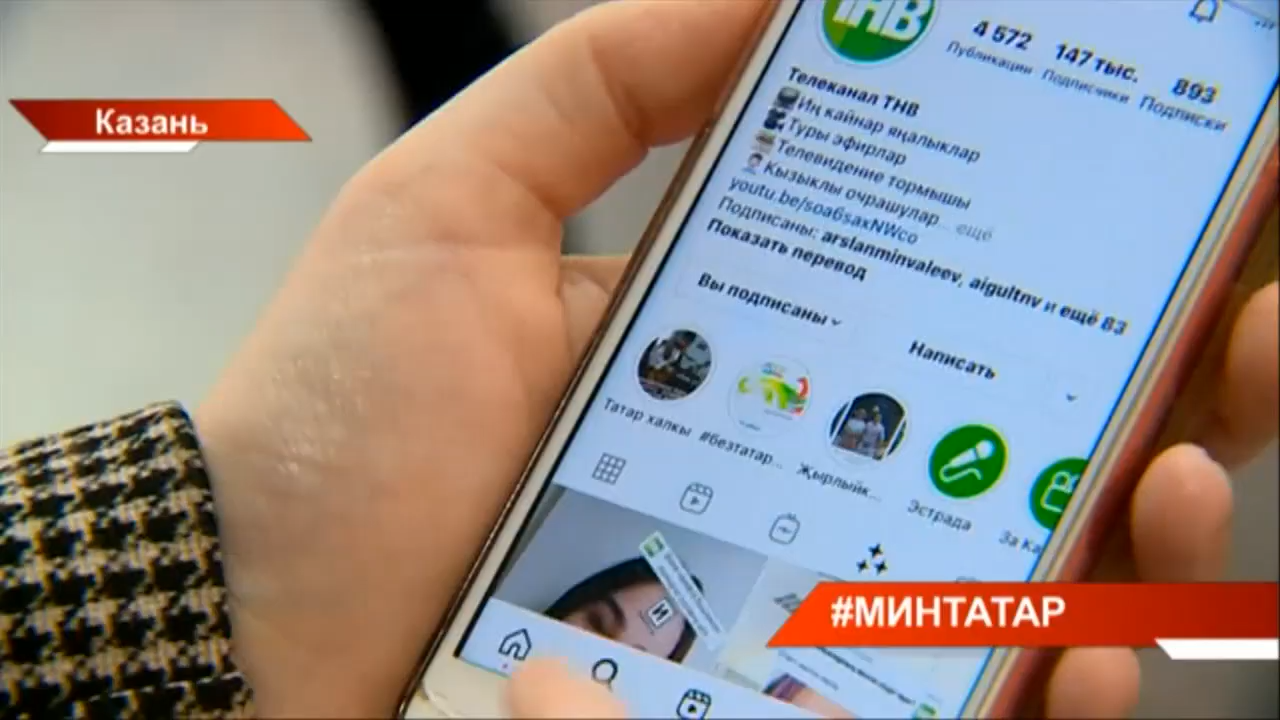 ТНВ
4 572 147 тыс. 893
Публикации Подписчики Подписки
Телеканал ТНВ
Иң кайнар яңалыклар
Туры эфирлар
Телевидение тормышы
Кызыклы очрашулар... ещё
youtu.be/soa6saxNWco
Подписаны: arslanminvaleev, aigultnv и ещё 83
Показать перевод
Вы подписаны
Написать
Татар халкы #безтатар... Җырлыйк... Эстрада За Ка
Казань
#МИНТАТАР